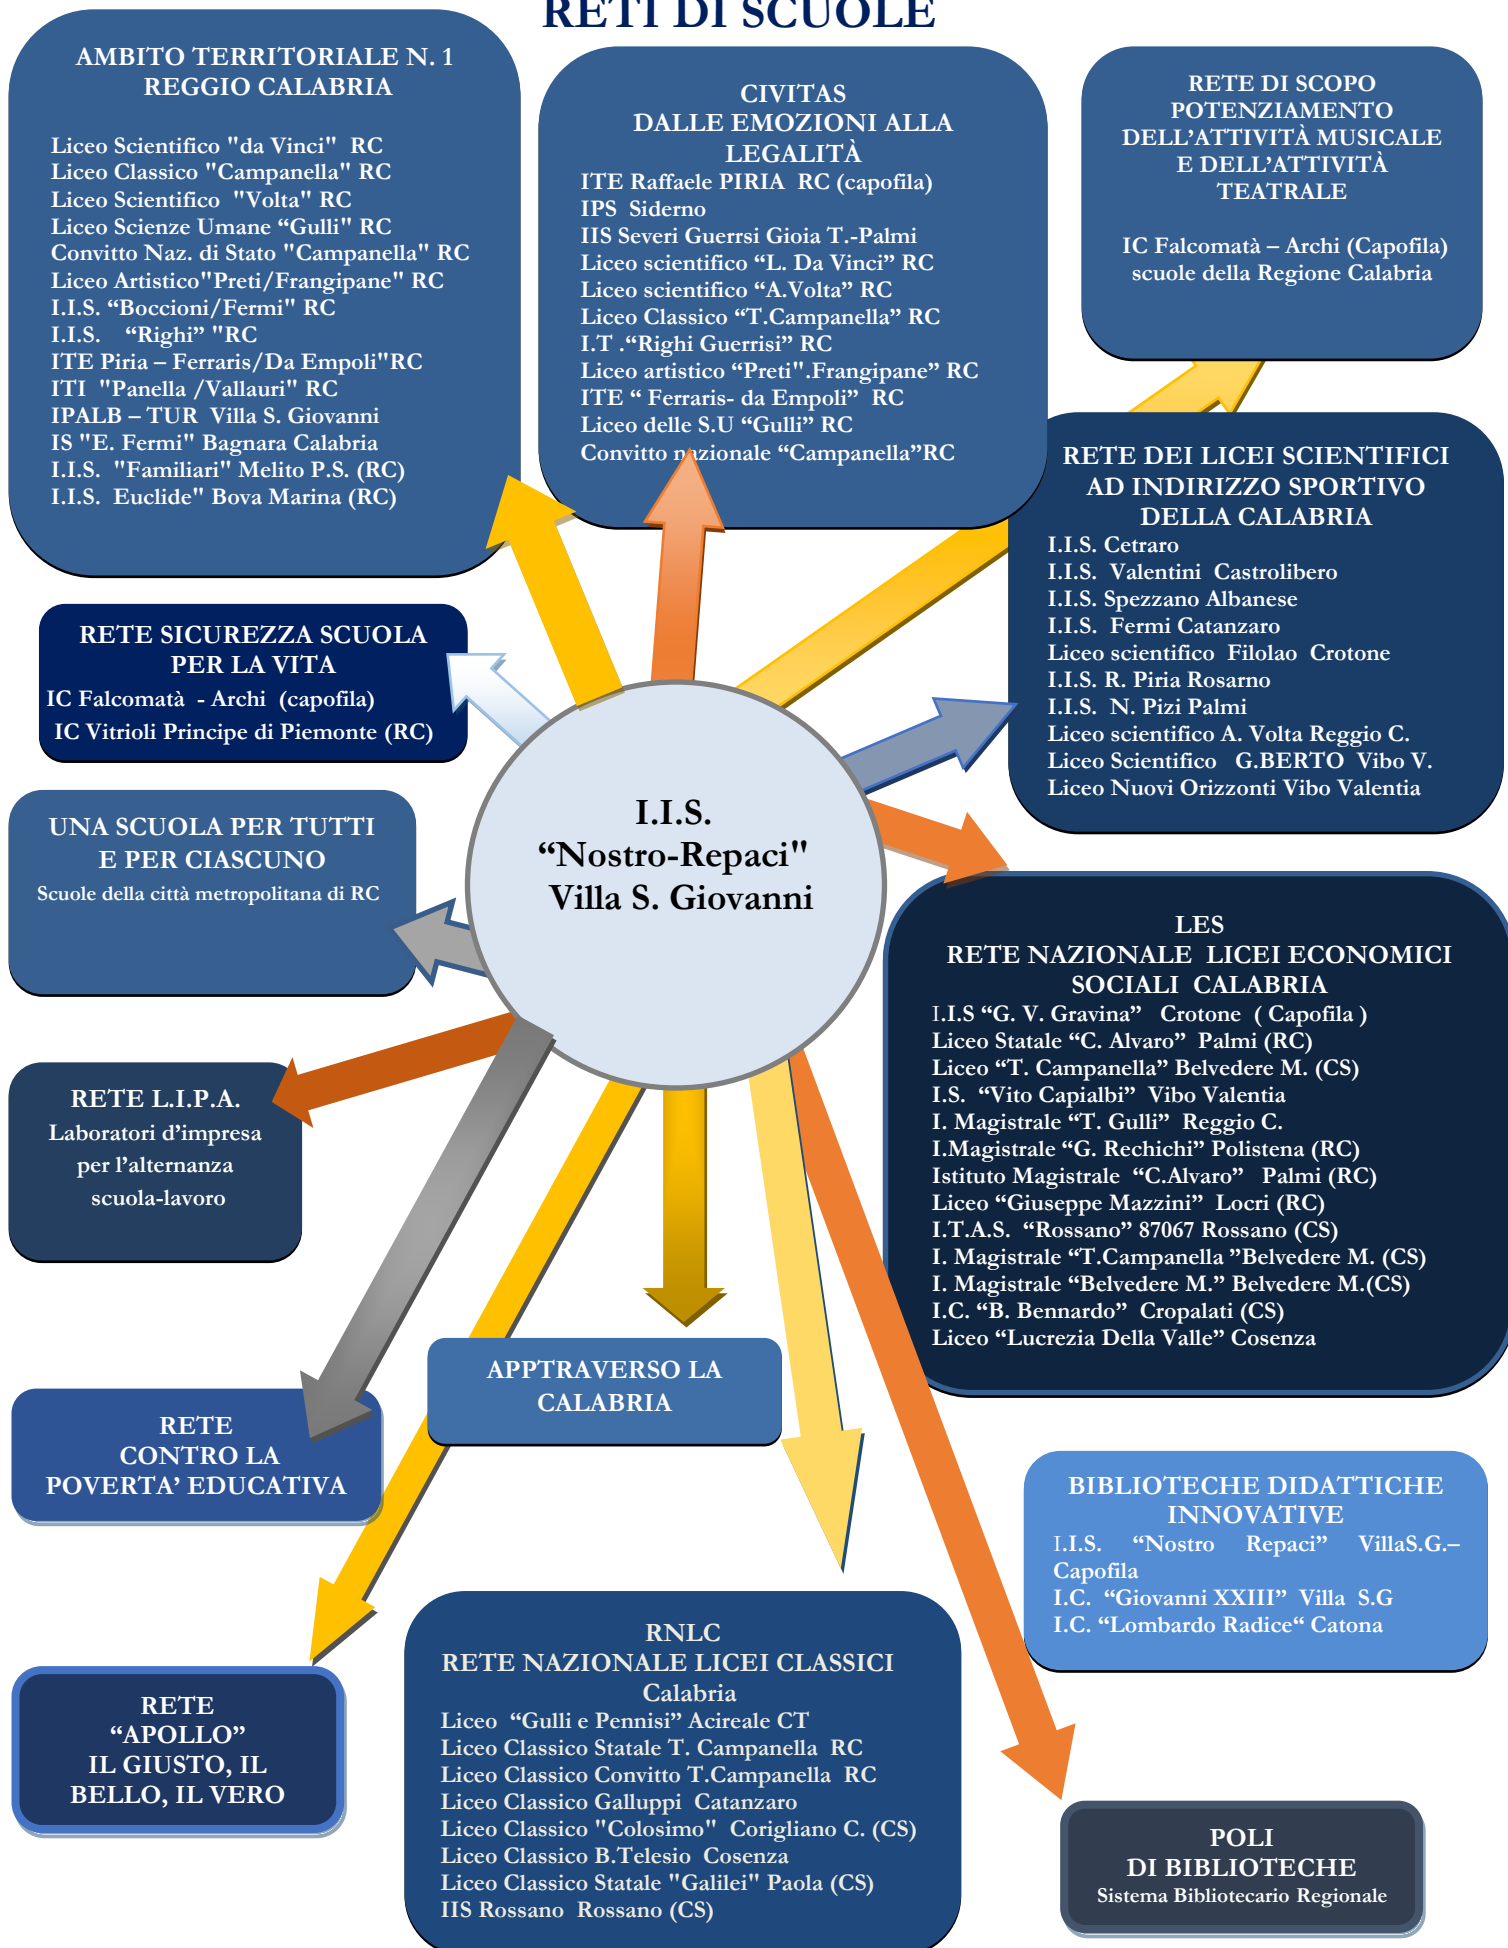 RETI DI SCUOLE
AMBITO TERRITORIALE N. 1
REGGIO CALABRIA
Liceo Scientifico "da Vinci" RC
Liceo Classico "Campanella" RC
Liceo Scientifico "Volta" RC
Liceo Scienze Umane “Gulli" RC
Convitto Naz. di Stato "Campanella" RC
Liceo Artistico"Preti/Frangipane" RC
I.I.S. “Boccioni/Fermi" RC
I.I.S. “Righi” "RC
ITE Piria – Ferraris/Da Empoli"RC
ITI "Panella /Vallauri" RC
IPALB – TUR Villa S. Giovanni
IS "E. Fermi" Bagnara Calabria
I.I.S. "Familiari" Melito P.S. (RC)
I.I.S. Euclide" Bova Marina (RC)
CIVITAS
DALLE EMOZIONI ALLA
LEGALITÀ
ITE Raffaele PIRIA RC (capofila)
IPS Siderno
IIS Severi Guerrsi Gioia T.-Palmi
Liceo scientifico “L. Da Vinci” RC
Liceo scientifico “A.Volta” RC
Liceo Classico “T.Campanella” RC
I.T .“Righi Guerrisi” RC
Liceo artistico “Preti".Frangipane” RC
ITE “ Ferraris- da Empoli” RC
Liceo delle S.U “Gulli” RC
Convitto nazionale “Campanella”RC
RETE DI SCOPO
POTENZIAMENTO
DELL’ATTIVITÀ MUSICALE
E DELL’ATTIVITÀ
TEATRALE
IC Falcomatà – Archi (Capofila)
scuole della Regione Calabria
RETE DEI LICEI SCIENTIFICI
AD INDIRIZZO SPORTIVO
DELLA CALABRIA
I.I.S. Cetraro
I.I.S. Valentini Castrolibero
I.I.S. Spezzano Albanese
I.I.S. Fermi Catanzaro
Liceo scientifico Filolao Crotone
I.I.S. R. Piria Rosarno
I.I.S. N. Pizi Palmi
Liceo scientifico A. Volta Reggio C.
Liceo Scientifico G.BERTO Vibo V.
Liceo Nuovi Orizzonti Vibo Valentia
RETE SICUREZZA SCUOLA
PER LA VITA
IC Falcomatà - Archi (capofila)
IC Vitrioli Principe di Piemonte (RC)
I.I.S.
“Nostro-Repaci"
Villa S. Giovanni
UNA SCUOLA PER TUTTI
E PER CIASCUNO
Scuole della città metropolitana di RC
LES
RETE NAZIONALE LICEI ECONOMICI
SOCIALI CALABRIA
I.I.S “G. V. Gravina” Crotone ( Capofila )
Liceo Statale “C. Alvaro” Palmi (RC)
Liceo “T. Campanella” Belvedere M. (CS)
I.S. “Vito Capialbi” Vibo Valentia
I. Magistrale “T. Gulli” Reggio C.
I.Magistrale “G. Rechichi” Polistena (RC)
Istituto Magistrale “C.Alvaro” Palmi (RC)
Liceo “Giuseppe Mazzini” Locri (RC)
I.T.A.S. “Rossano” 87067 Rossano (CS)
I. Magistrale “T.Campanella ”Belvedere M. (CS)
I. Magistrale “Belvedere M.” Belvedere M.(CS)
I.C. “B. Bennardo” Cropalati (CS)
Liceo “Lucrezia Della Valle” Cosenza
RETE L.I.P.A.
Laboratori d’impresa
per l’alternanza
scuola-lavoro
APPTRAVERSO LA
CALABRIA
RETE
CONTRO LA
POVERTA’ EDUCATIVA
BIBLIOTECHE DIDATTICHE
INNOVATIVE
I.I.S. “Nostro Repaci” VillaS.G.–
Capofila
I.C. “Giovanni XXIII” Villa S.G
I.C. “Lombardo Radice“ Catona
RETE
“APOLLO”
IL GIUSTO, IL
BELLO, IL VERO
RNLC
RETE NAZIONALE LICEI CLASSICI
Calabria
Liceo “Gulli e Pennisi” Acireale CT
Liceo Classico Statale T. Campanella RC
Liceo Classico Convitto T.Campanella RC
Liceo Classico Galluppi Catanzaro
Liceo Classico "Colosimo" Corigliano C. (CS)
Liceo Classico B.Telesio Cosenza
Liceo Classico Statale "Galilei" Paola (CS)
IIS Rossano Rossano (CS)
POLI
DI BIBLIOTECHE
Sistema Bibliotecario Regionale